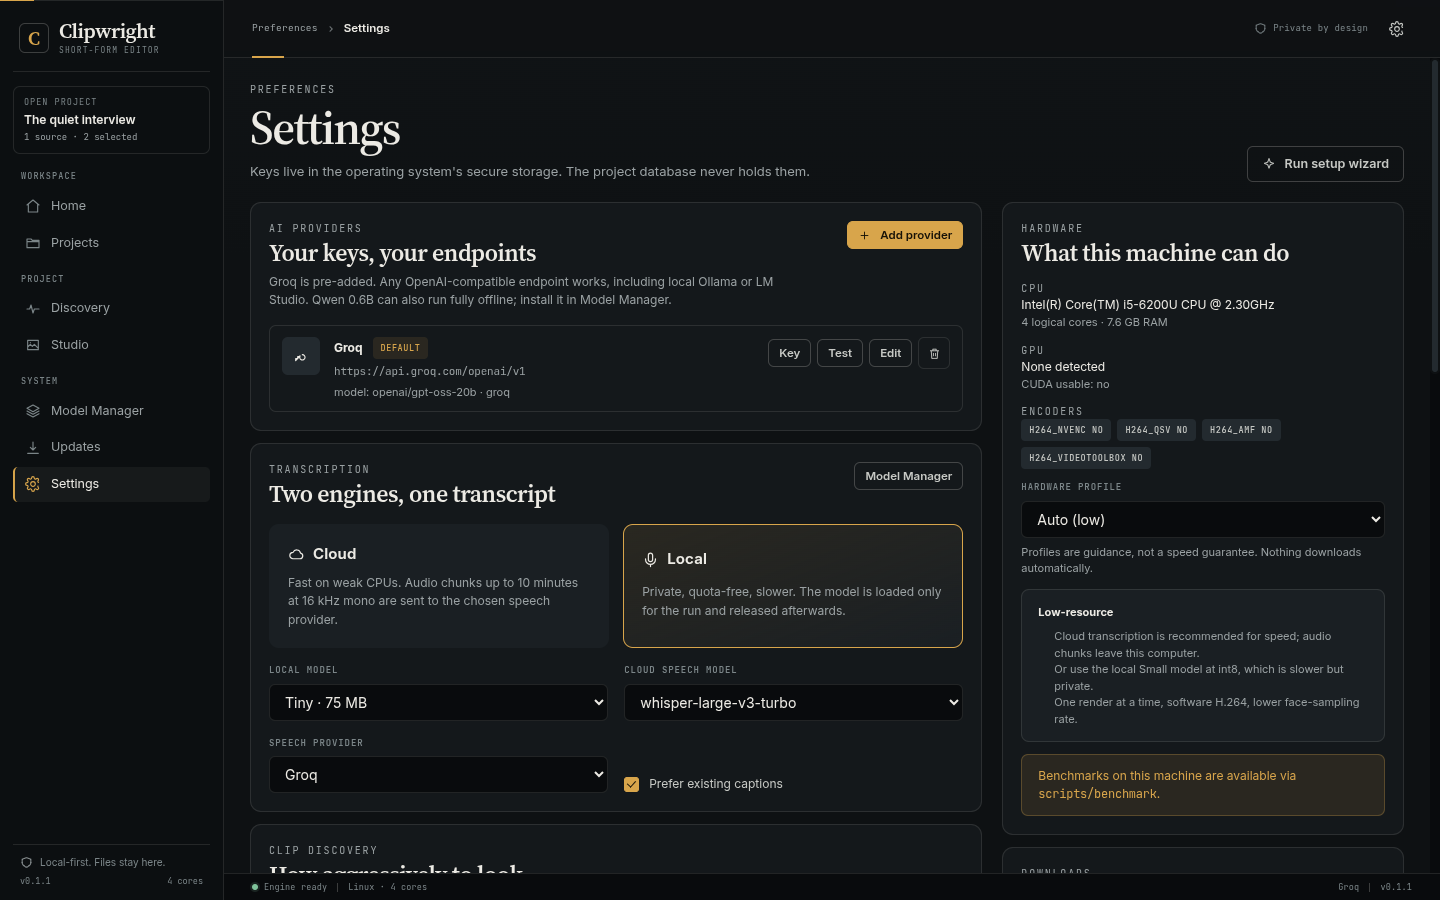 C
Clipwright
SHORT-FORM EDITOR
OPEN PROJECT
The quiet interview
1 source · 2 selected
WORKSPACE
Home
Projects
PROJECT
Discovery
Studio
SYSTEM
Model Manager
Updates
Settings
Local-first. Files stay here.
v0.1.1
4 cores
Preferences › Settings
Private by design
PREFERENCES
Settings
Keys live in the operating system's secure storage. The project database never holds them.
Run setup wizard
AI PROVIDERS
Your keys, your endpoints
Groq is pre-added. Any OpenAI-compatible endpoint works, including local Ollama or LM
Studio. Qwen 0.6B can also run fully offline; install it in Model Manager.
+ Add provider
Groq DEFAULT
https://api.groq.com/openai/v1
model: openai/gpt-oss-20b · groq
Key
Test
Edit
TRANSCRIPTION
Two engines, one transcript
Model Manager
Cloud
Fast on weak CPUs. Audio chunks up to 10 minutes
at 16 kHz mono are sent to the chosen speech
provider.
Local
Private, quota-free, slower. The model is loaded only
for the run and released afterwards.
LOCAL MODEL
Tiny · 75 MB
CLOUD SPEECH MODEL
whisper-large-v3-turbo
SPEECH PROVIDER
Groq
Prefer existing captions
CLIP DISCOVERY
How aggressively to look
HARDWARE
What this machine can do
CPU
Intel(R) Core(TM) i5-6200U CPU @ 2.30GHz
4 logical cores · 7.6 GB RAM
GPU
None detected
CUDA usable: no
ENCODERS
H264_NVENC NO
H264_QSV NO
H264_AMF NO
H264_VIDEOTOOLBOX NO
HARDWARE PROFILE
Auto (low)
Profiles are guidance, not a speed guarantee. Nothing downloads
automatically.
Low-resource
Cloud transcription is recommended for speed; audio
chunks leave this computer.
Or use the local Small model at int8, which is slower but
private.
One render at a time, software H.264, lower face-sampling
rate.
Benchmarks on this machine are available via
scripts/benchmark.
DOWNLOADS
Engine ready | Linux · 4 cores
Groq | v0.1.1